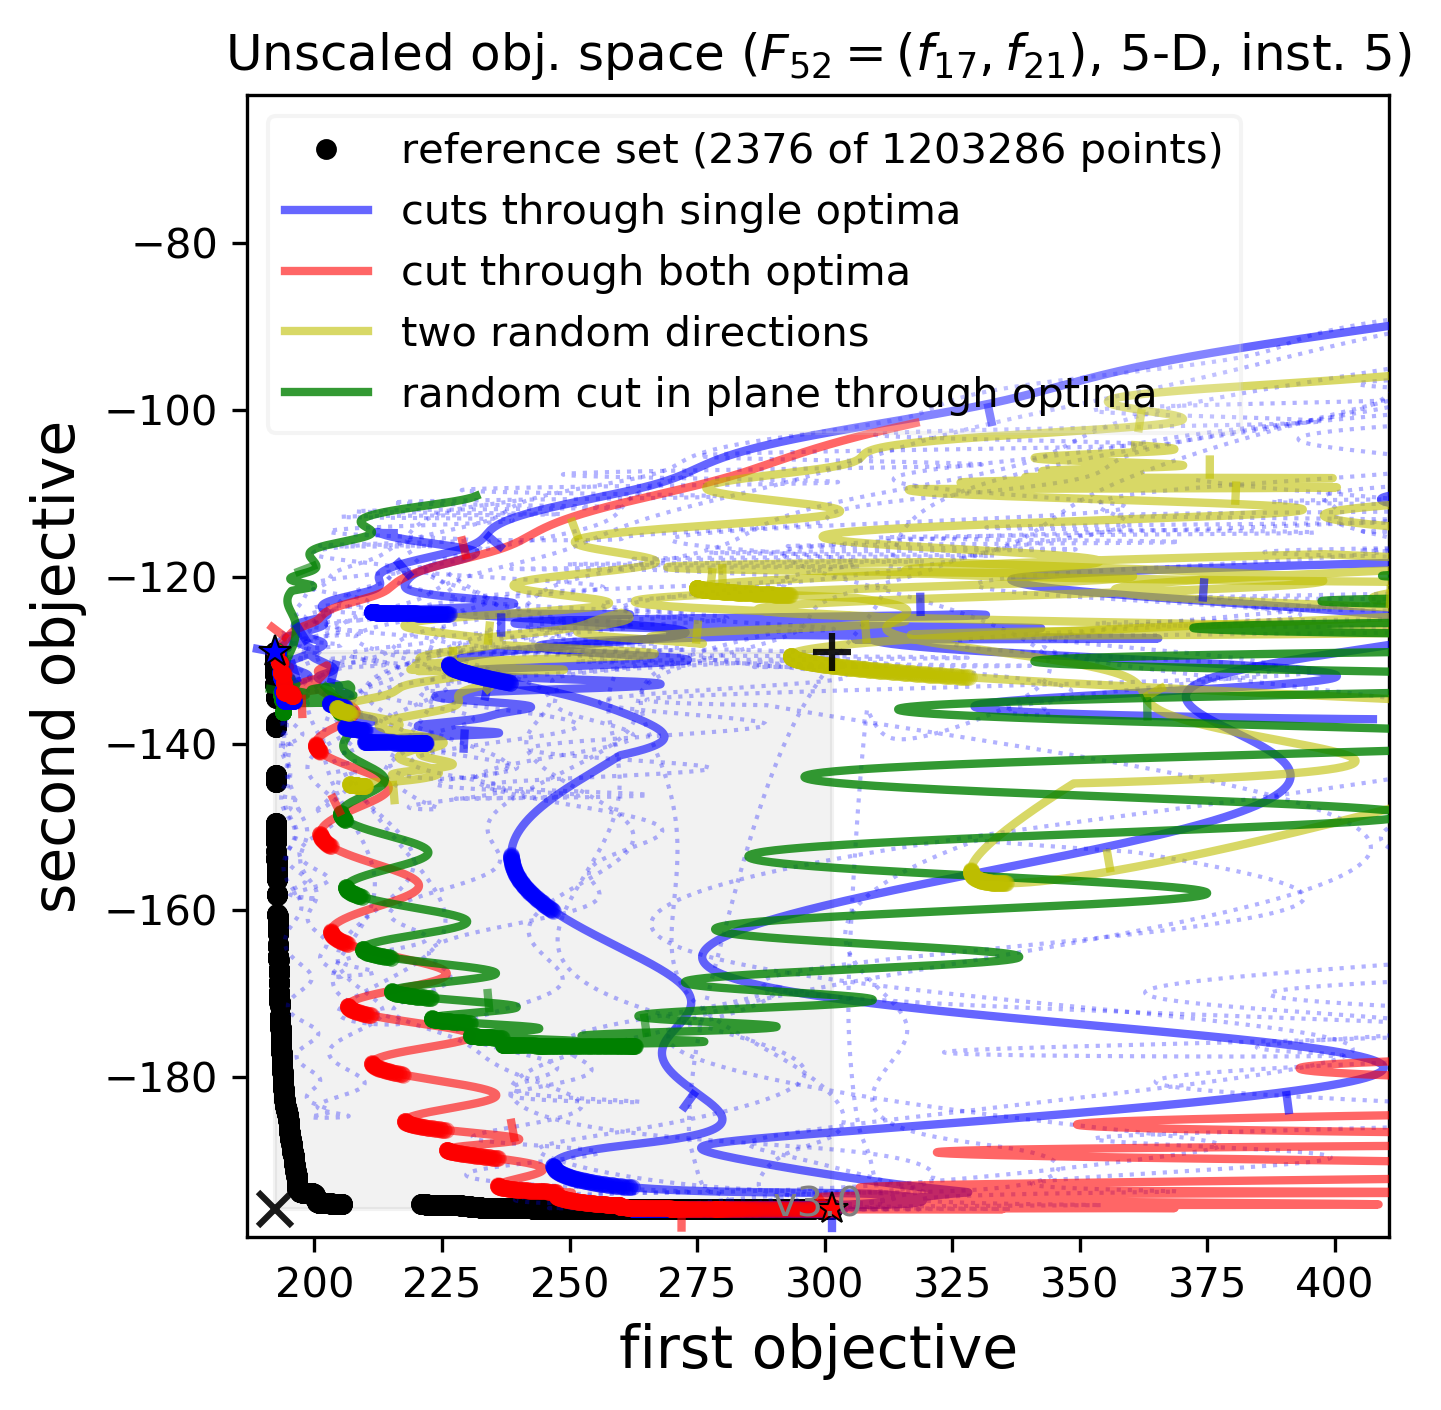 Unscaled obj. space (F52 = (f17, f21), 5-D, inst. 5)
reference set (2376 of 1203286 points)
cuts through single optima
cut through both optima
two random directions
random cut in plane through optima
−80
−100
−120
−140
−160
−180
second objective
v3.0
200 225 250 275 300 325 350 375 400
first objective